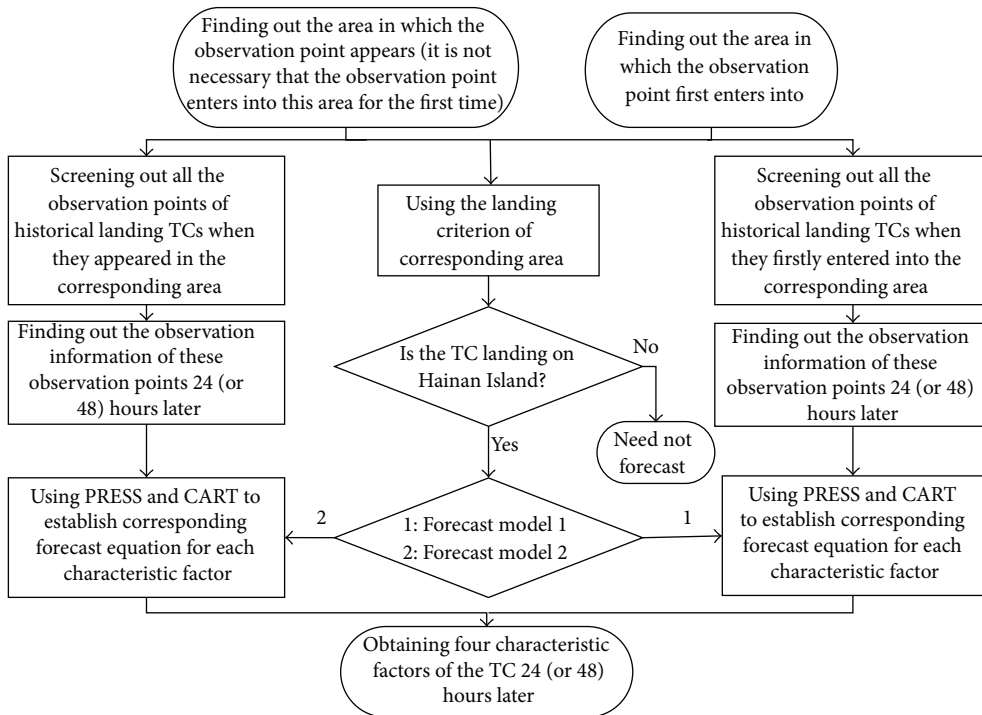 Finding out the area in which the
observation point appears (it is not
necessary that the observation point
enters into this area for the first time)
Finding out the area in
which the observation
point first enters into
Screening out all the
observation points of
historical landing TCs when
they appeared in the
corresponding area
Using the landing
criterion of
corresponding area
Screening out all the
observation points of
historical landing TCs when
they firstly entered into the
corresponding area
Finding out the observation
information of these
observation points 24 (or
48) hours later
Is the TC landing on
Hainan Island?
No
Finding out the observation
information of these
observation points 24 (or 48)
hours later
Need not
forecast
Yes
Using PRESS and CART to
establish corresponding
forecast equation for each
characteristic factor
2
1: Forecast model 1
2: Forecast model 2
1
Using PRESS and CART
to establish corresponding
forecast equation for each
characteristic factor
Obtaining four characteristic
factors of the TC 24 (or 48)
hours later